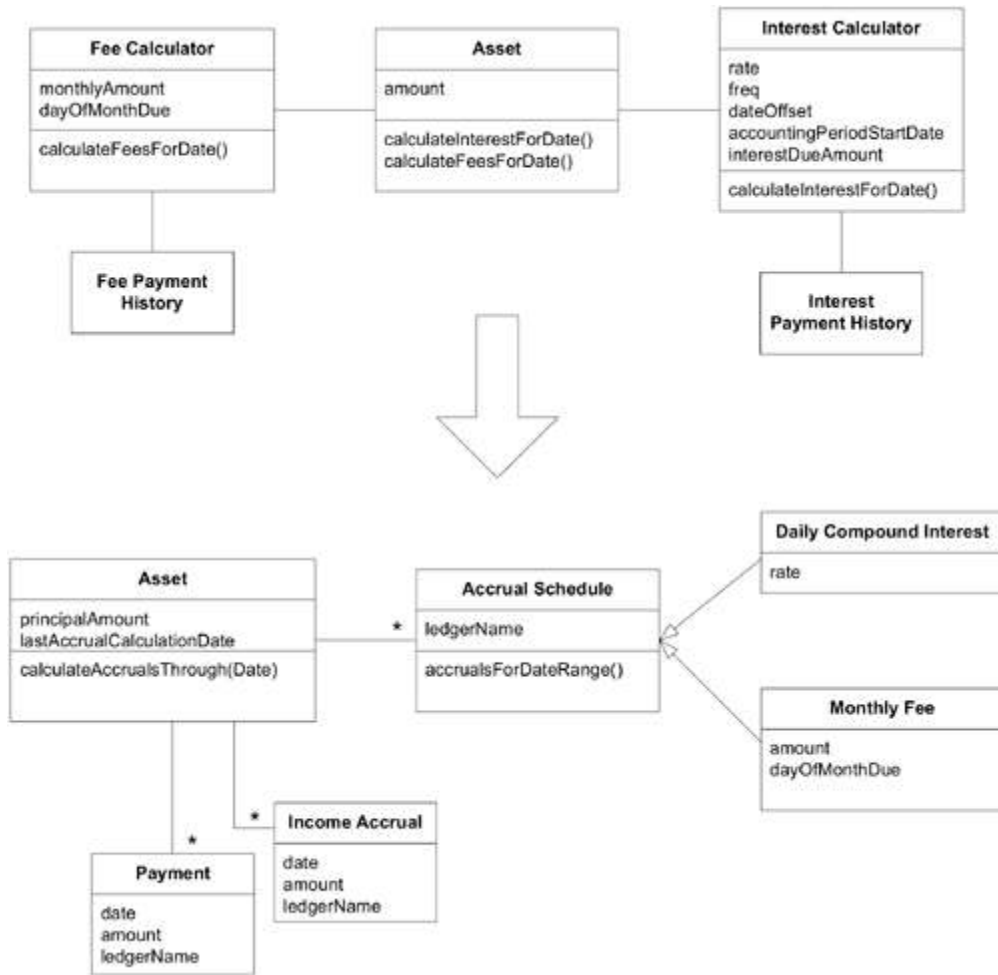 Fee Calculator
monthlyAmount
dayOfMonthDue
calculateFeesForDate()
Asset
amount
calculateInterestForDate()
calculateFeesForDate()
Interest Calculator
rate
freq
dateOffset
accountingPeriodStartDate
interestDueAmount
calculateInterestForDate()
Fee Payment
History
Interest
Payment History
Asset
principalAmount
lastAccrualCalculationDate
calculateAccrualsThrough(Date)
*
Accrual Schedule
ledgerName
accrualsForDateRange()
Daily Compound Interest
rate
Monthly Fee
amount
dayOfMonthDue
*
Income Accrual
date
amount
ledgerName
*
Payment
date
amount
ledgerName